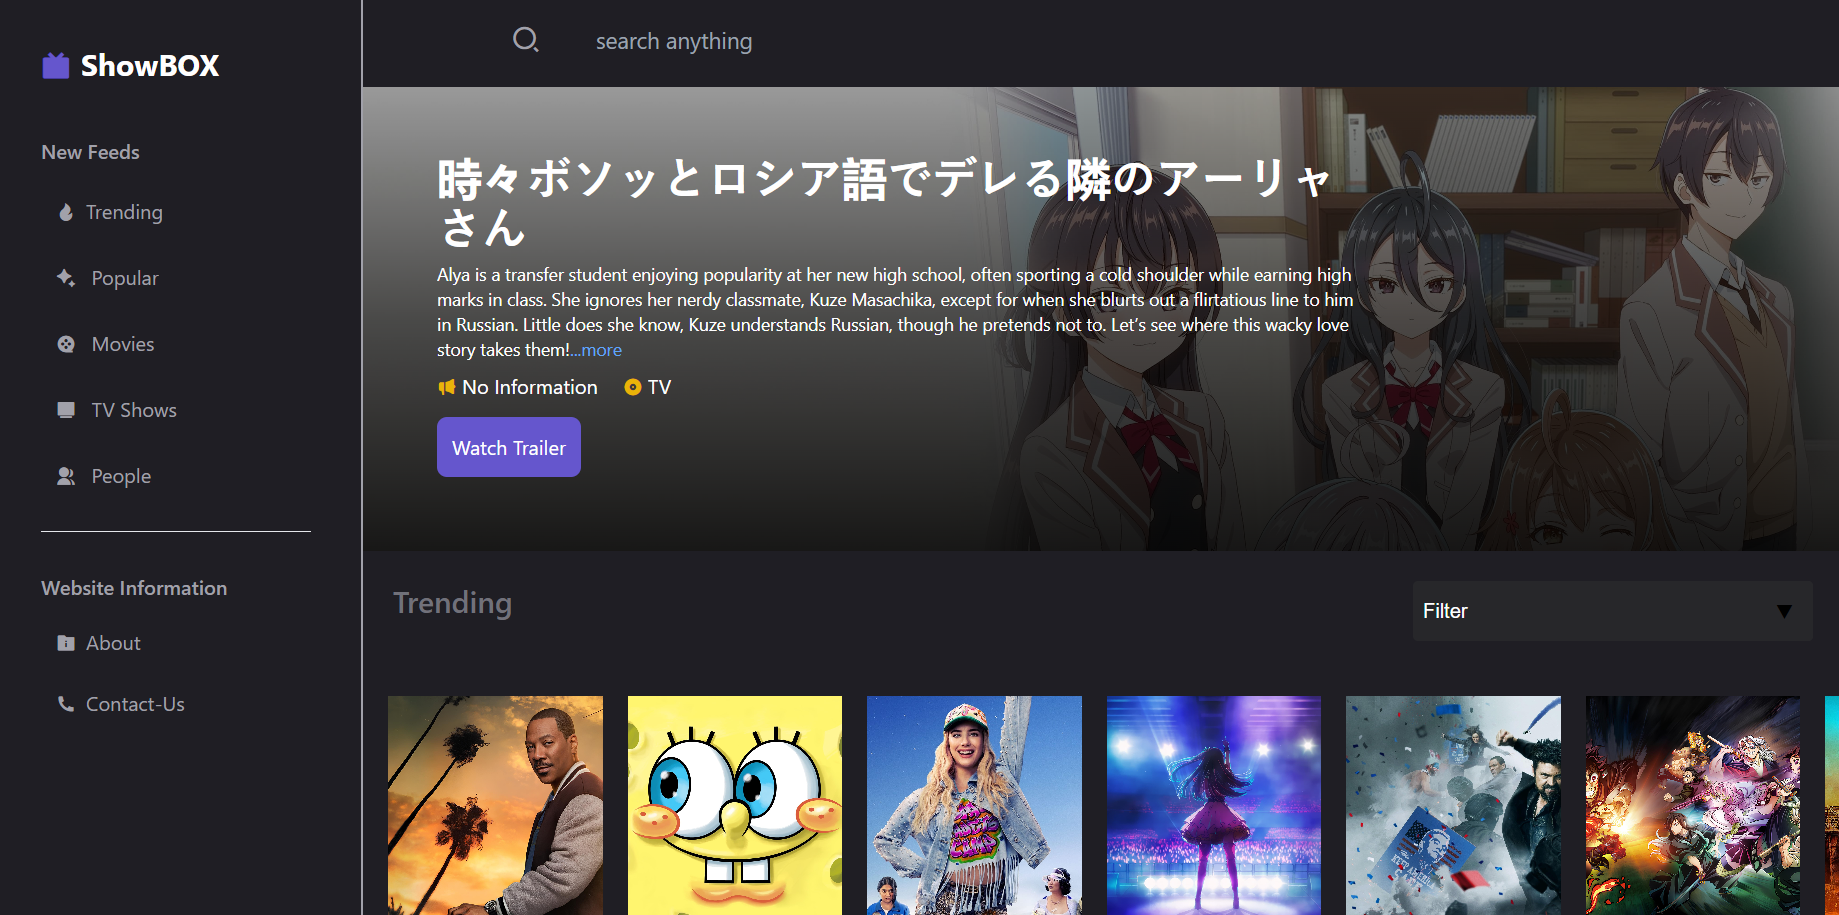 ShowBOX
New Feeds
Trending
Popular
Movies
TV Shows
People
Website Information
About
Contact-Us
search anything
時々ボソッとロシア語でデレる隣のアーリャ
さん
Alya is a transfer student enjoying popularity at her new high school, often sporting a cold shoulder while earning high
marks in class. She ignores her nerdy classmate, Kuze Masachika, except for when she blurts out a flirtatious line to him
in Russian. Little does she know, Kuze understands Russian, though he pretends not to. Let’s see where this wacky love
story takes them!...more
No Information
TV
Watch Trailer
Trending
Filter